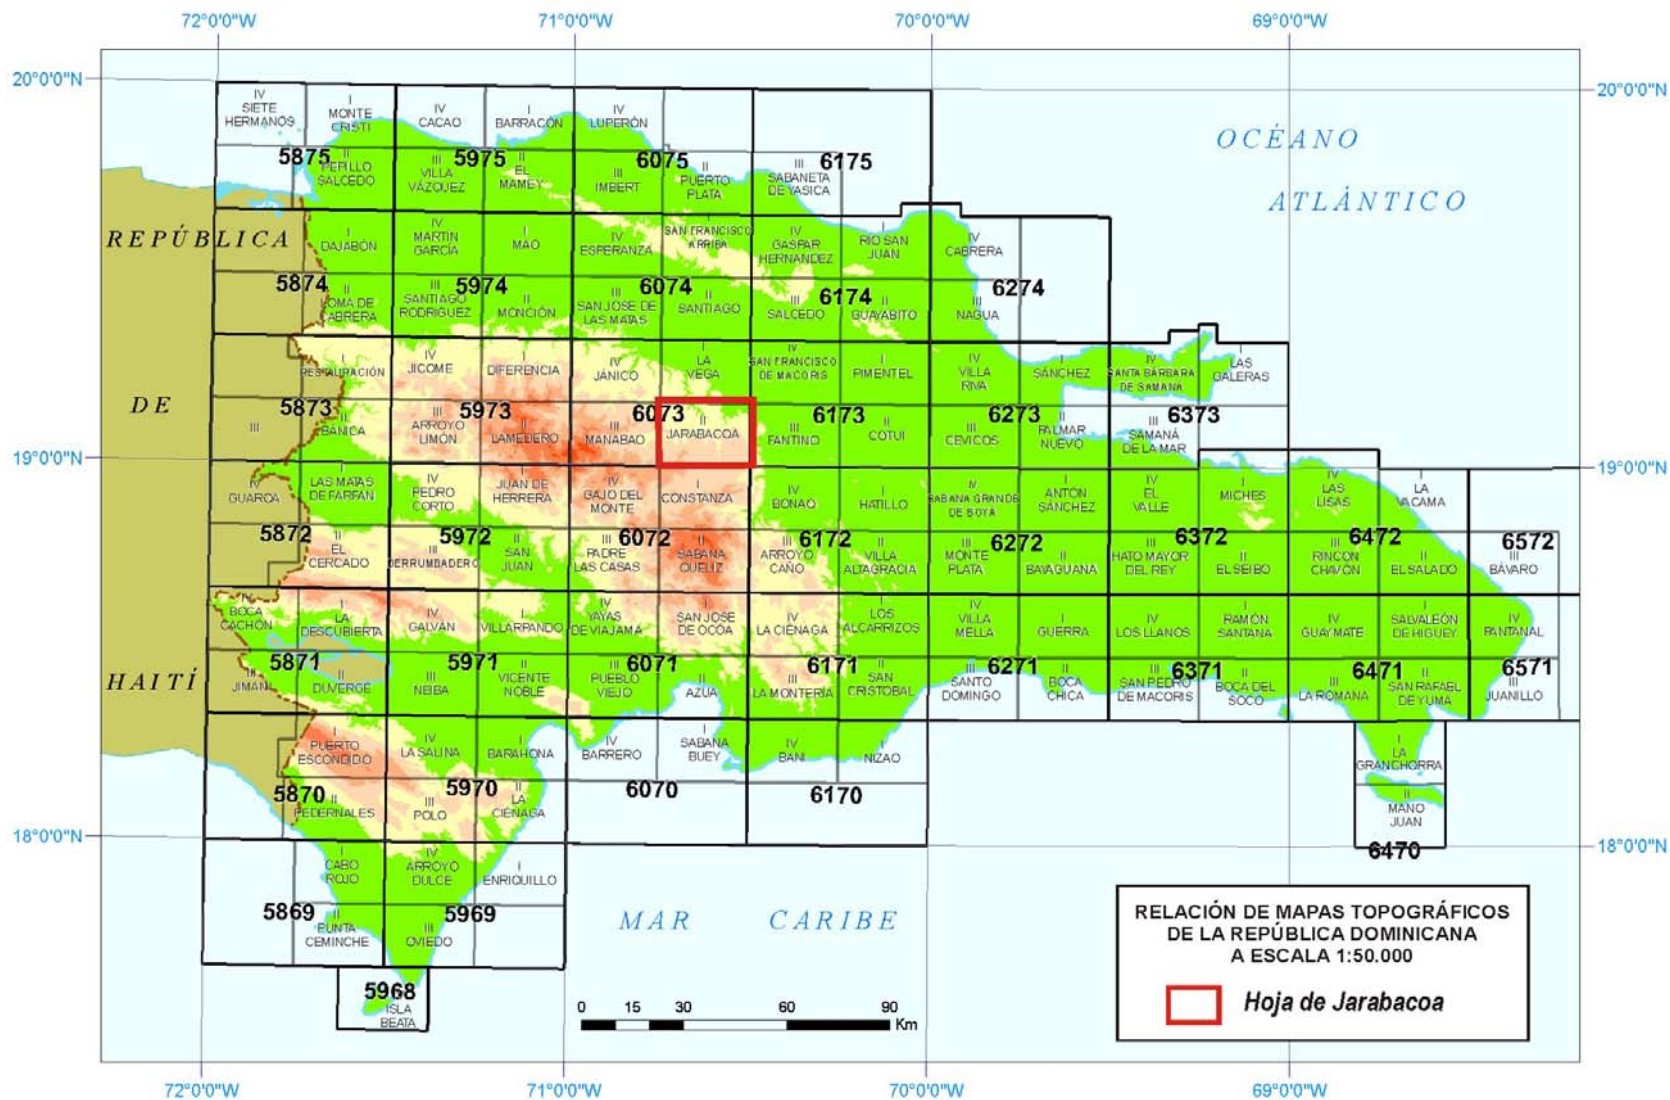 72°0'0"W
71°0'0"W
70°0'0"W
69°0'0"W
20°0'0"N
20°0'0"N
IV
SIETE
HERMANOS
I
MONTE
CRISTI
IV
CACAO
I
BARRACÓN
IV
LUPERÓN
OCÉANO
ATLÁNTICO
5875
5975
6075
6175
II
PEPILLO
SALCEDO
III
VILLA
VÁZQUEZ
II
EL
MAMEY
III
IMBERT
II
PUERTO
PLATA
III
SABANETA
DE YASICA
REPÚBLICA
I
DAJABÓN
IV
MARTIN
GARCÍA
I
MAO
IV
ESPERANZA
I
SAN FRANCISCO
ARRIBA
IV
GASPAR
HERNANDEZ
I
RIO SAN
JUAN
IV
CABRERA
5874
5974
6074
6174
6274
II
LOMA DE
CABRERA
III
SANTIAGO
RODRIGUEZ
II
MONCIÓN
III
SAN JOSE DE
LAS MATAS
II
SANTIAGO
III
SALCEDO
II
GUAYABITO
III
NAGUA
I
RESTAURACIÓN
IV
JICOME
I
DIFERENCIA
IV
JÁNICO
I
LA
VEGA
IV
SAN FRANCISCO
DE MACORIS
I
PIMENTEL
IV
VILLA
RIVA
I
SÁNCHEZ
IV
SANTA BÁRBARA
DE SAMANÁ
I
LAS
GALERAS
DE
5873
5973
6073
6173
6273
6373
III
II
BÁNICA
III
ARROYO
LIMÓN
II
LAMEDERO
III
MANABAO
II
JARABACOA
III
FANTINO
II
COTUI
III
CEVICOS
II
PALMAR
NUEVO
III
SAMANÁ
DE LA MAR
19°0'0"N
19°0'0"N
IV
GUAROA
I
LAS MATAS
DE FARFAN
IV
PEDRO
CORTO
I
JUAN DE
HERRERA
IV
GAJO DEL
MONTE
I
CONSTANZA
IV
BONAO
I
HATILLO
IV
SABANA GRANDE
DE BOYA
I
ANTÓN
SÁNCHEZ
IV
EL
VALLE
I
MICHES
IV
LAS
LISAS
I
LA
VACAMA
5872
5972
6072
6172
6272
6372
6472
6572
II
EL
CERCADO
III
DERRUMBADERO
II
SAN
JUAN
III
PADRE
LAS CASAS
II
SABANA
QUELIZ
III
ARROYO
CAÑO
II
VILLA
ALTAGRACIA
III
MONTE
PLATA
II
BAYAGUANA
III
HATO MAYOR
DEL REY
II
EL SEIBO
III
RINCON
CHAVÓN
II
EL SALADO
III
BÁVARO
IV
BOCA
CACHÓN
I
LA
DESCUBIERTA
IV
GALVÁN
I
VILLARPANDO
IV
YAYAS
DE VIAJAMA
I
SAN JOSE
DE OCOA
IV
LA CIÉNAGA
I
LOS
ALCARRIZOS
IV
VILLA
MELLA
I
GUERRA
IV
LOS LLANOS
I
RAMÓN
SANTANA
IV
GUAYMATE
I
SALVALEÓN
DE HIGUEY
IV
PANTANAL
HAITÍ
5871
5971
6071
6171
6271
6371
6471
6571
III
JIMANÍ
II
DUVERGÉ
III
NEIBA
II
VICENTE
NOBLE
III
PUEBLO
VIEJO
II
AZUA
III
LA MONTERÍA
II
SAN
CRISTOBAL
III
SANTO
DOMINGO
II
BOCA
CHICA
III
SAN PEDRO
DE MACORIS
II
BOCA DEL
SOCO
III
LA ROMANA
II
SAN RAFAEL
DE YUMA
III
JUANILLO
I
PUERTO
ESCONDIDO
IV
LA SALINA
I
BARAHONA
IV
BARRERO
I
SABANA
BUEY
IV
BANI
I
NIZAO
I
LA
GRANCHORRA
5870
5970
6070
6170
II
PEDERNALES
III
POLO
II
LA
CIÉNAGA
II
MANO
JUAN
18°0'0"N
18°0'0"N
6470
I
CABO
ROJO
IV
ARROYO
DULCE
I
ENRIQUILLO
5869
5969
II
PUNTA
CEMINCHE
III
OVIEDO
MAR CARIBE
5968
ISLA
BEATA
0 15 30 60 90
Km
RELACIÓN DE MAPAS TOPOGRÁFICOS
DE LA REPÚBLICA DOMINICANA
A ESCALA 1:50.000
Hoja de Jarabacoa
72°0'0"W
71°0'0"W
70°0'0"W
69°0'0"W